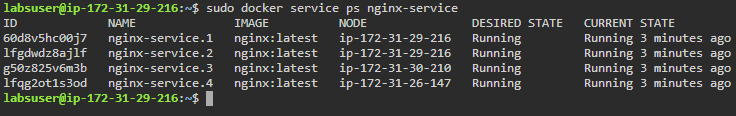 labsuser@ip-172-31-29-216:~$ sudo docker service ps nginx-service
ID NAME IMAGE NODE DESIRED STATE CURRENT STATE
60d8v5hc00j7 nginx-service.1 nginx:latest ip-172-31-29-216 Running Running 3 minutes ago
lfgdwdz8ajlf nginx-service.2 nginx:latest ip-172-31-29-216 Running Running 3 minutes ago
g50z825v6m3b nginx-service.3 nginx:latest ip-172-31-30-210 Running Running 3 minutes ago
lfqg2ot1s3od nginx-service.4 nginx:latest ip-172-31-26-147 Running Running 3 minutes ago
labsuser@ip-172-31-29-216:~$